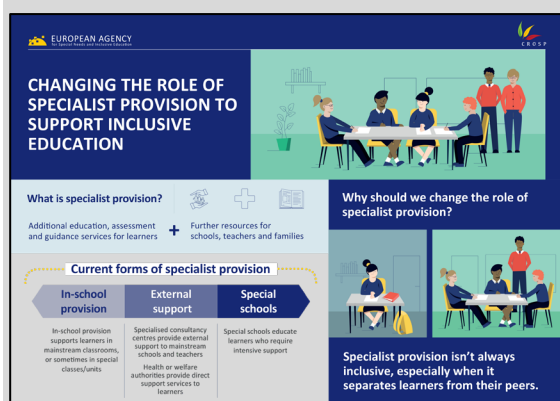 EUROPEAN AGENCY
for Special Needs and Inclusive Education
CROSP
CHANGING THE ROLE OF
SPECIALIST PROVISION TO
SUPPORT INCLUSIVE
EDUCATION
What is specialist provision?
Additional education, assessment
and guidance services for learners
+
Further resources for
schools, teachers and families
Current forms of specialist provision
In-school
provision
In-school provision
supports learners in
mainstream classrooms,
or sometimes in special
classes/units
External
support
Specialised consultancy
centres provide external
support to mainstream
schools and teachers
Health or welfare
authorities provide direct
support services to
learners
Special
schools
Special schools educate
learners who require
intensive support
Why should we change the role of
specialist provision?
Specialist provision isn't always
inclusive, especially when it
separates learners from their peers.